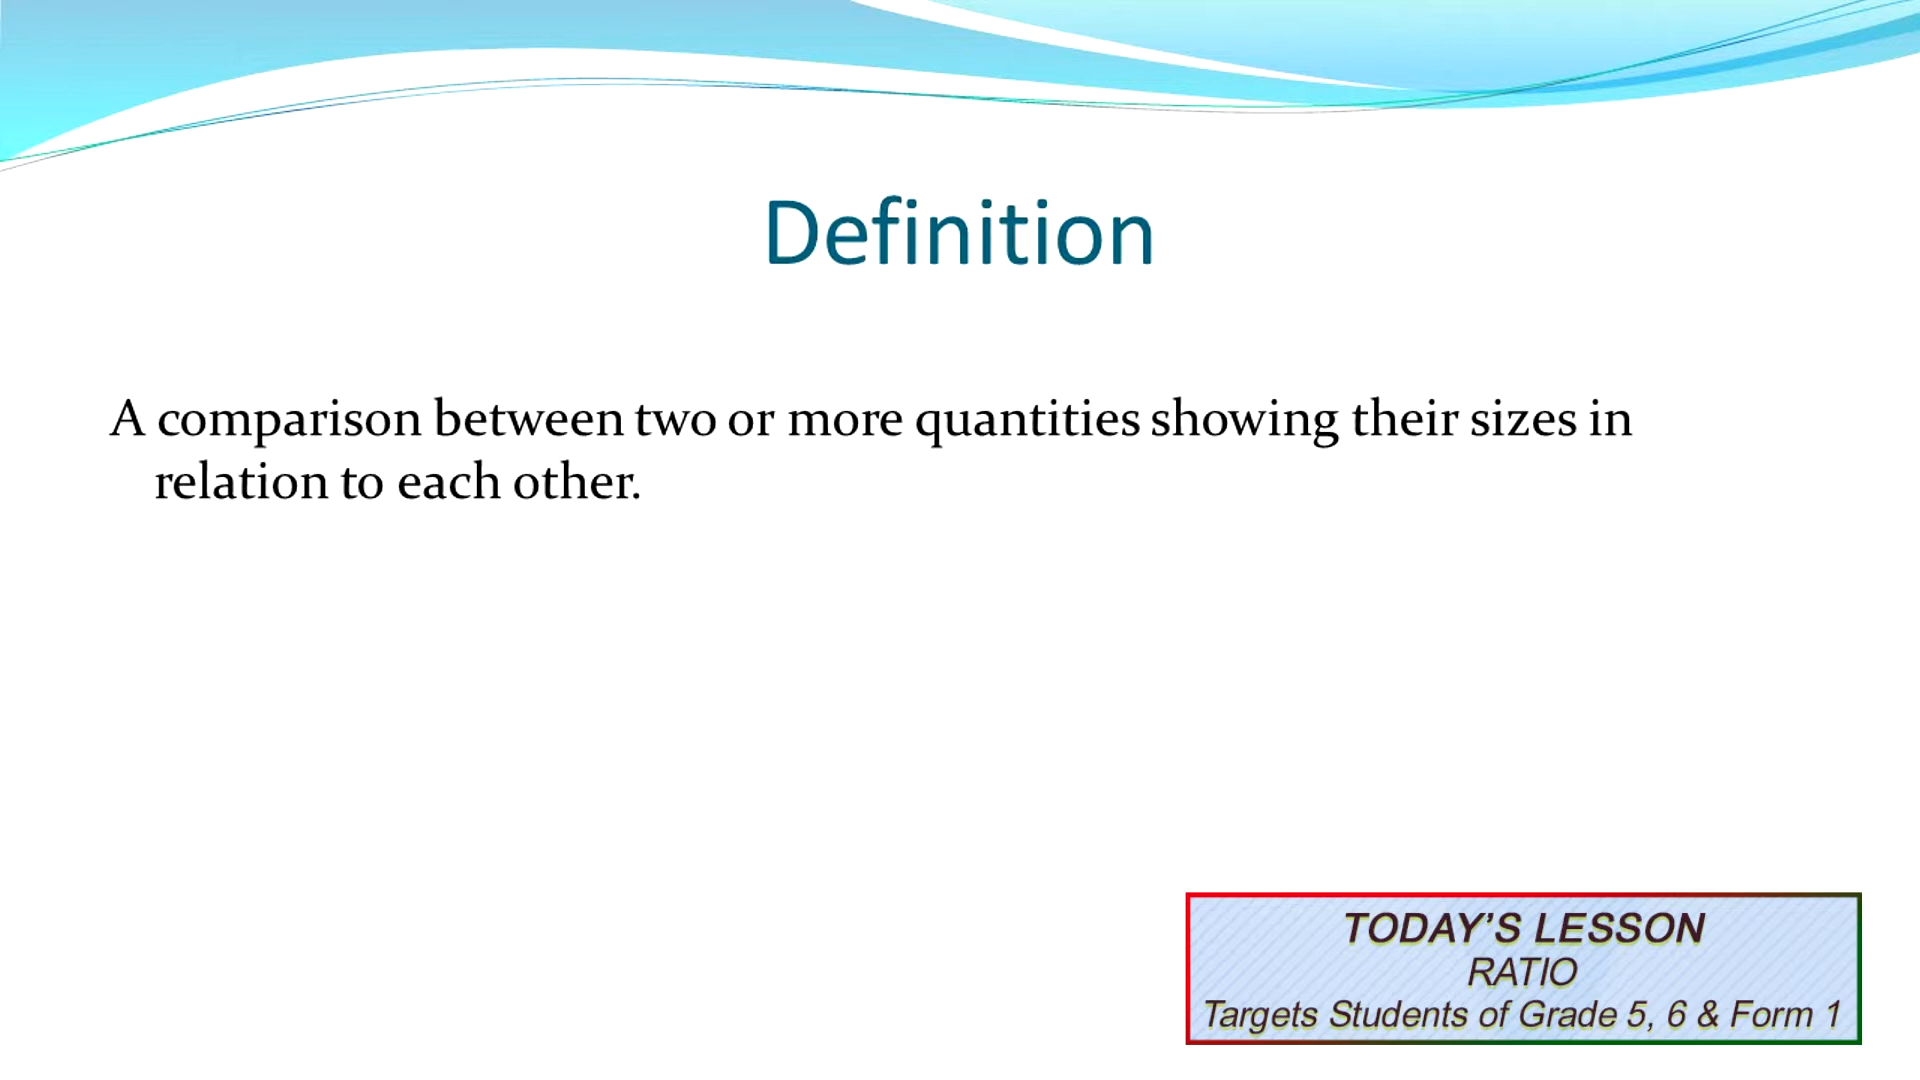 Definition
A comparison between two or more quantities showing their sizes in
relation to each other.
TODAY’S LESSON
RATIO
Targets Students of Grade 5, 6 & Form 1